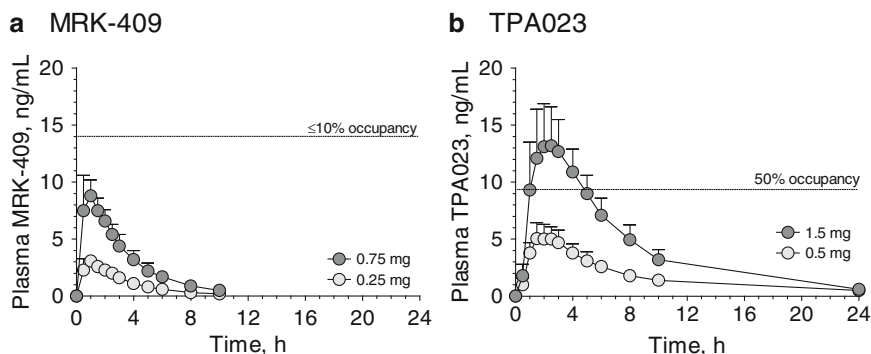 a MRK-409
20
15
10
5
0
Plasma MRK-409, ng/mL
≤10% occupancy
0.75 mg
0.25 mg
0 4 8 12 16 20 24
Time, h
b TPA023
20
15
10
5
0
Plasma TPA023, ng/mL
50% occupancy
1.5 mg
0.5 mg
0 4 8 12 16 20 24
Time, h